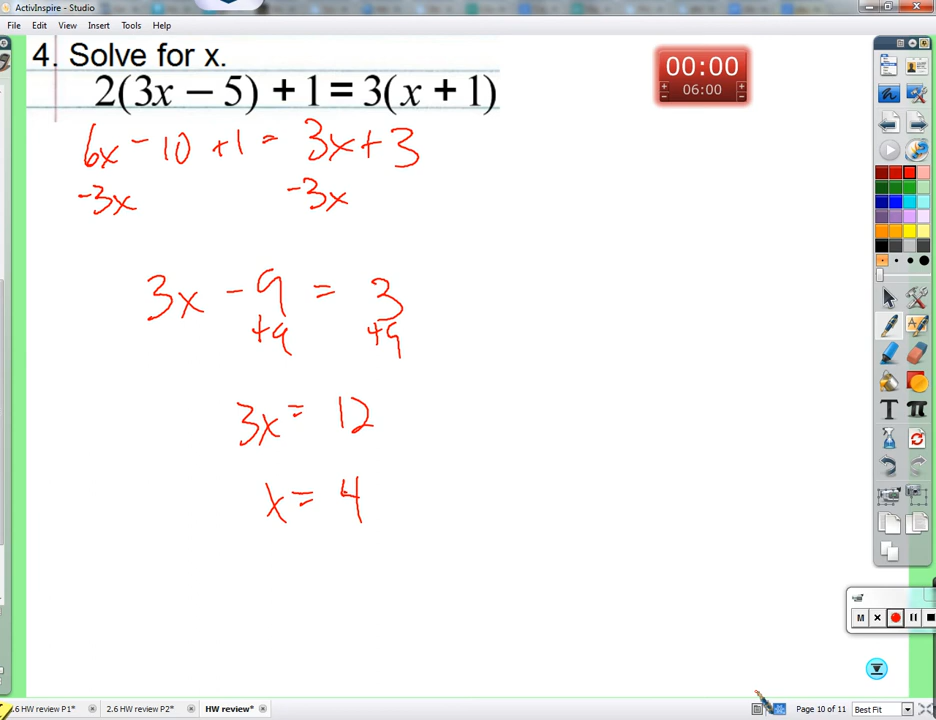 ActivInspire - Studio
File Edit View Insert Tools Help
4. Solve for x.
2(3x − 5) + 1 = 3(x + 1)
6x - 10 + 1 = 3x + 3
-3x -3x
3x - 9 = 3
+9 +9
3x = 12
x = 4
00:00
06:00
T π
M
2.6 HW review P1* 2.6 HW review P2* HW review* Page 10 of 11 Best Fit